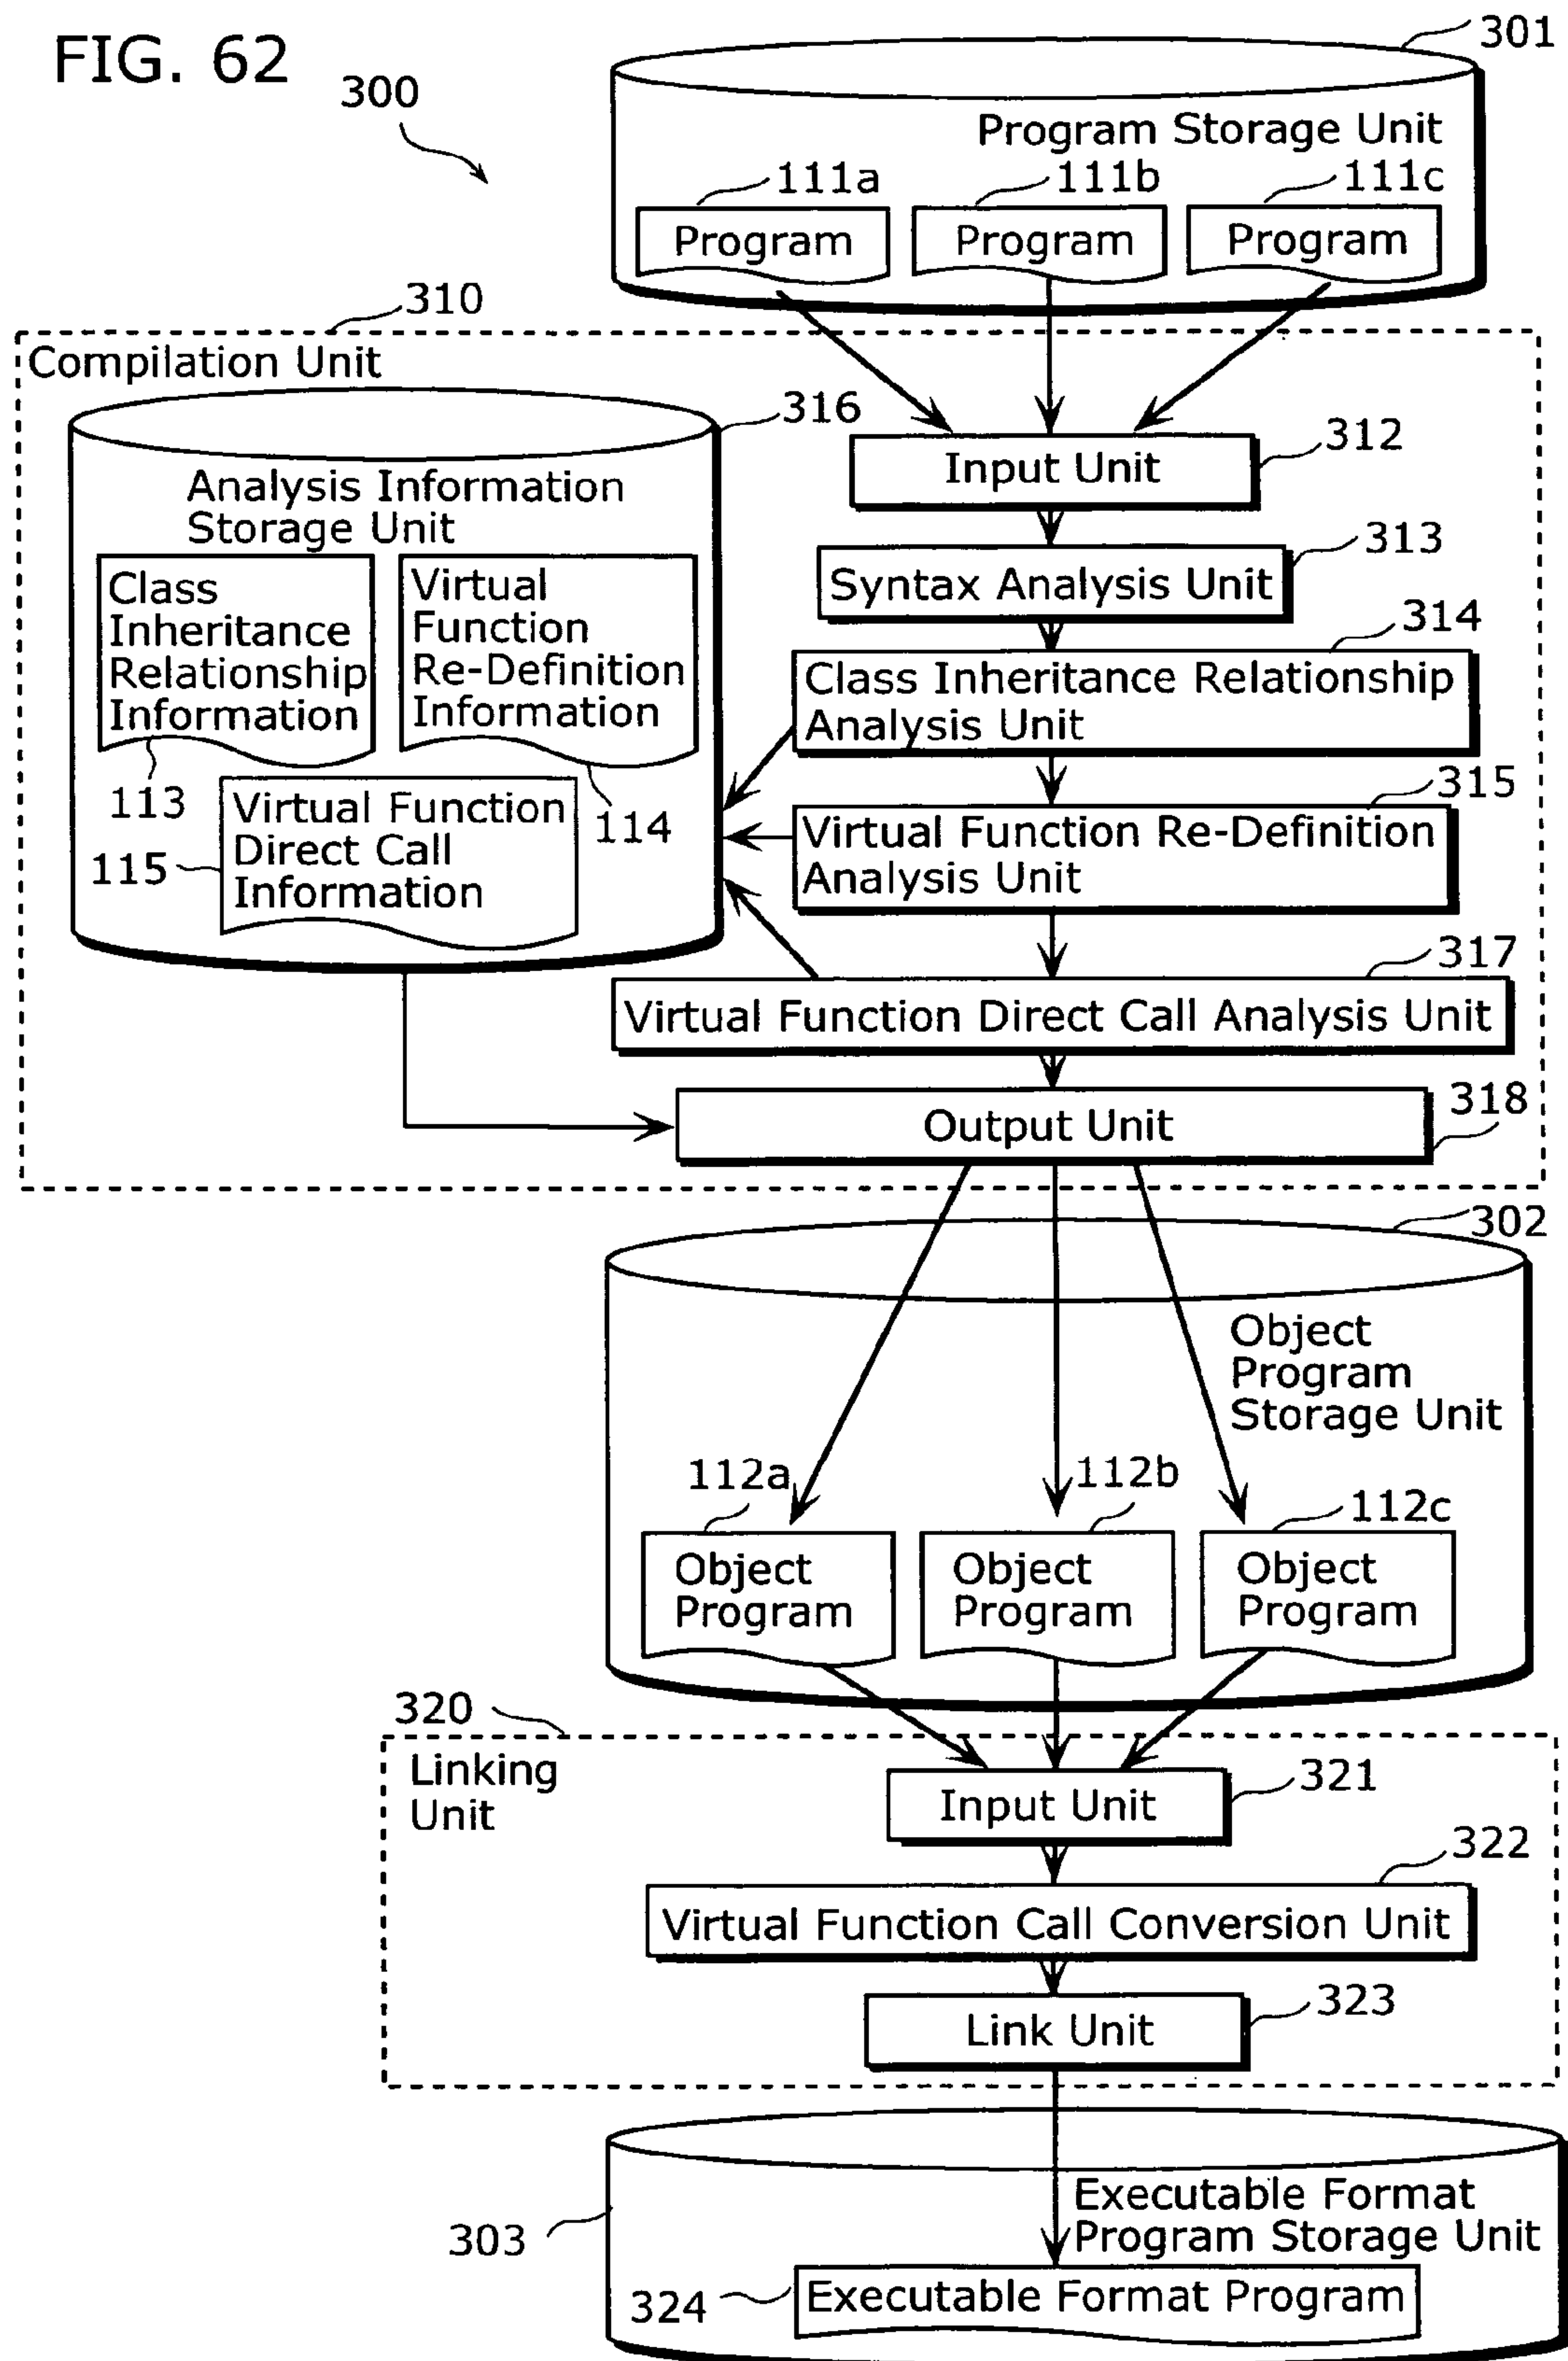 FIG. 62
300
301
Program Storage Unit
111a
111b
111c
Program
Program
Program
310
Compilation Unit
316
Analysis Information
Storage Unit
Class
Inheritance
Relationship
Information
113
Virtual
Function
Re-Definition
Information
114
Virtual Function
Direct Call
Information
115
312
Input Unit
313
Syntax Analysis Unit
314
Class Inheritance Relationship
Analysis Unit
315
Virtual Function Re-Definition
Analysis Unit
317
Virtual Function Direct Call Analysis Unit
318
Output Unit
302
Object
Program
Storage Unit
112a
112b
112c
Object
Program
Object
Program
Object
Program
320
Linking
Unit
321
Input Unit
322
Virtual Function Call Conversion Unit
323
Link Unit
303
Executable Format
Program Storage Unit
324
Executable Format Program